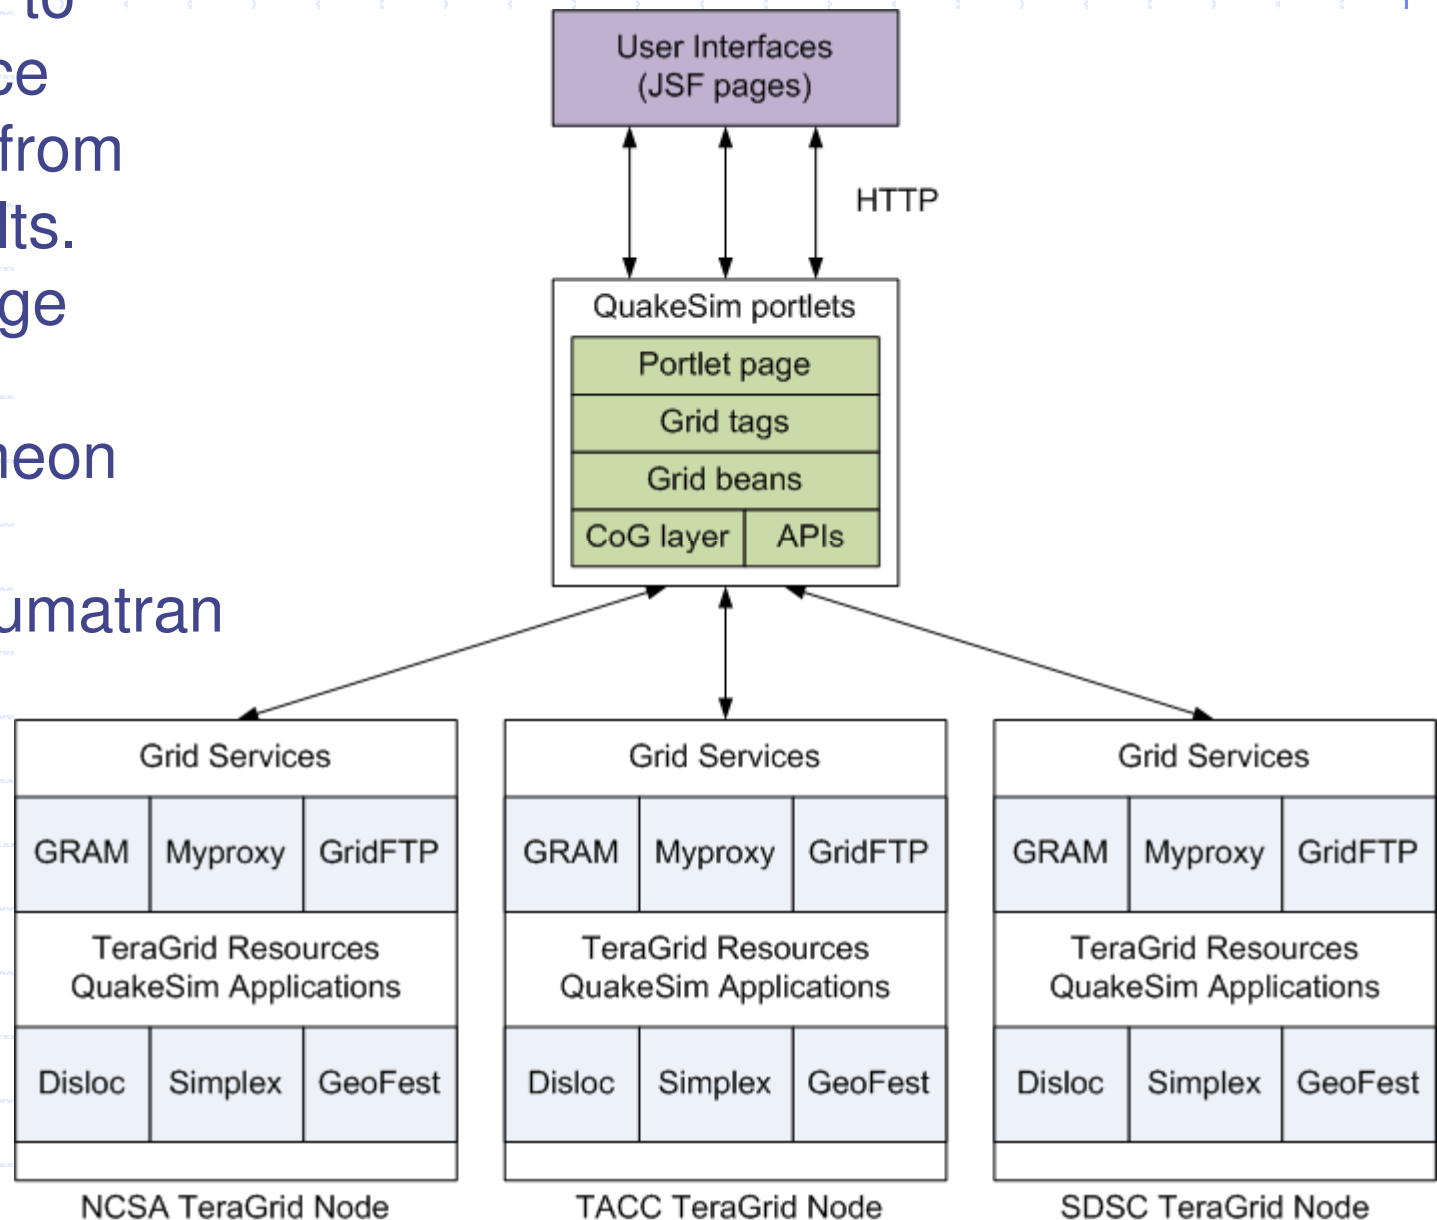 to
from
User Interfaces
(JSF pages)
HTTP
QuakeSim portlets
Portlet page
Grid tags
Grid beans
CoG layer APIs
Grid Services
GRAM Myproxy GridFTP
TeraGrid Resources
QuakeSim Applications
Disloc Simplex GeoFest
NCSA TeraGrid Node
Grid Services
GRAM Myproxy GridFTP
TeraGrid Resources
QuakeSim Applications
Disloc Simplex GeoFest
TACC TeraGrid Node
Grid Services
GRAM Myproxy GridFTP
TeraGrid Resources
QuakeSim Applications
Disloc Simplex GeoFest
SDSC TeraGrid Node